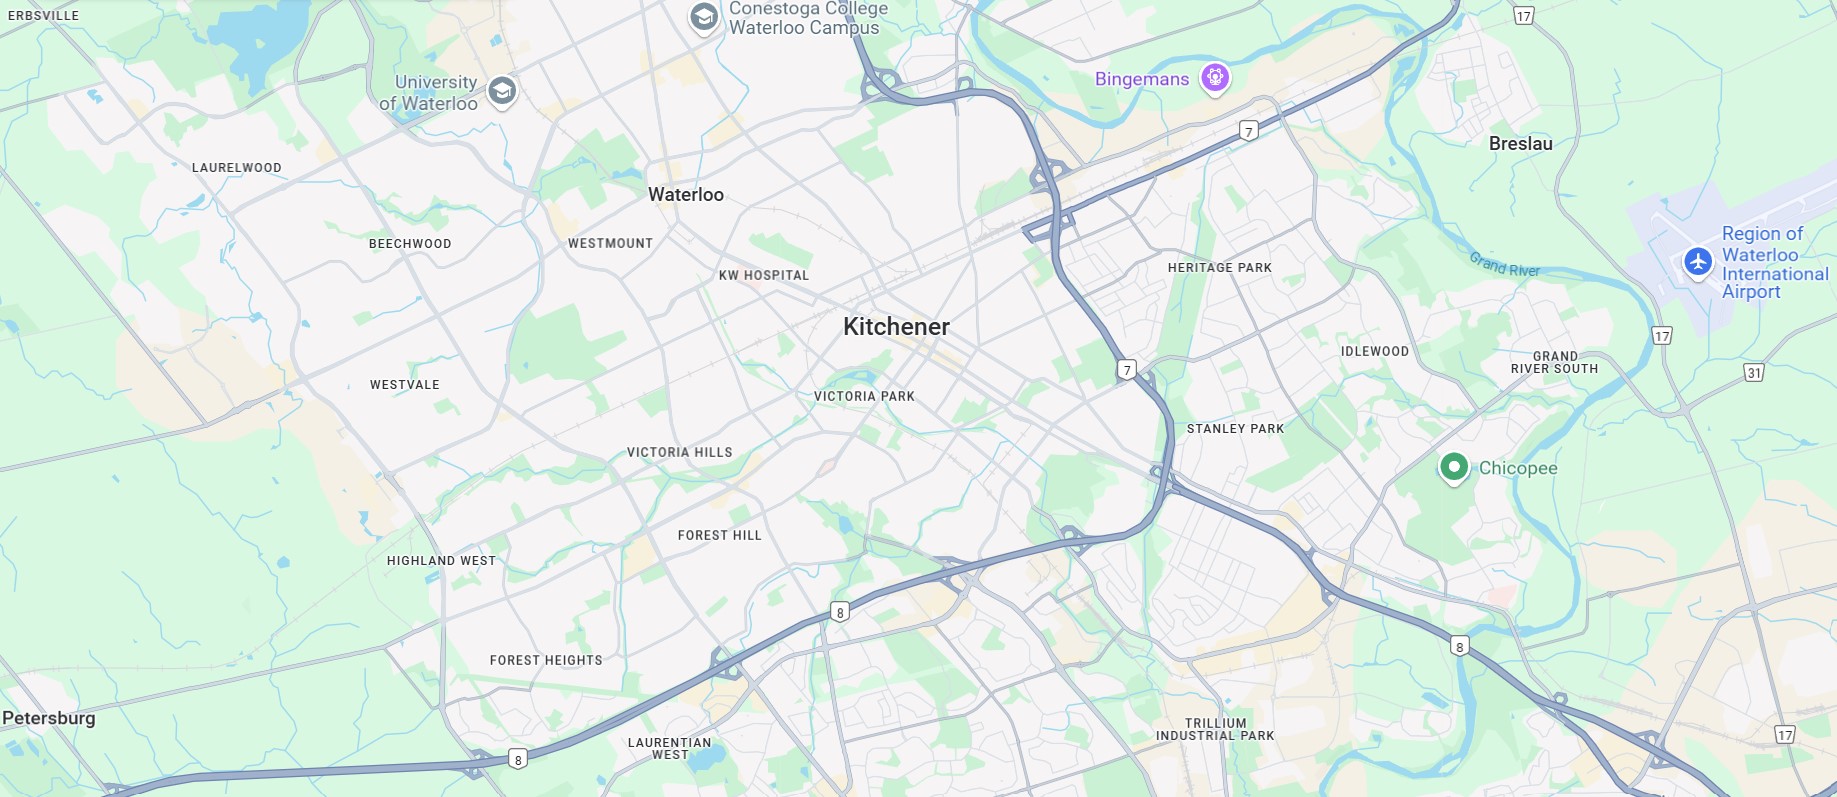 ERBSVILLE
Conestoga College
Waterloo Campus
17
University
of Waterloo
Bingemans
7
Breslau
LAURELWOOD
Waterloo
BEECHWOOD
WESTMOUNT
KW HOSPITAL
HERITAGE PARK
Grand River
Region of
Waterloo
International
Airport
Kitchener
17
IDLEWOOD
GRAND
RIVER SOUTH
7
31
WESTVALE
VICTORIA PARK
STANLEY PARK
VICTORIA HILLS
Chicopee
FOREST HILL
HIGHLAND WEST
8
8
FOREST HEIGHTS
Petersburg
TRILLIUM
INDUSTRIAL PARK
17
LAURENTIAN
WEST
8